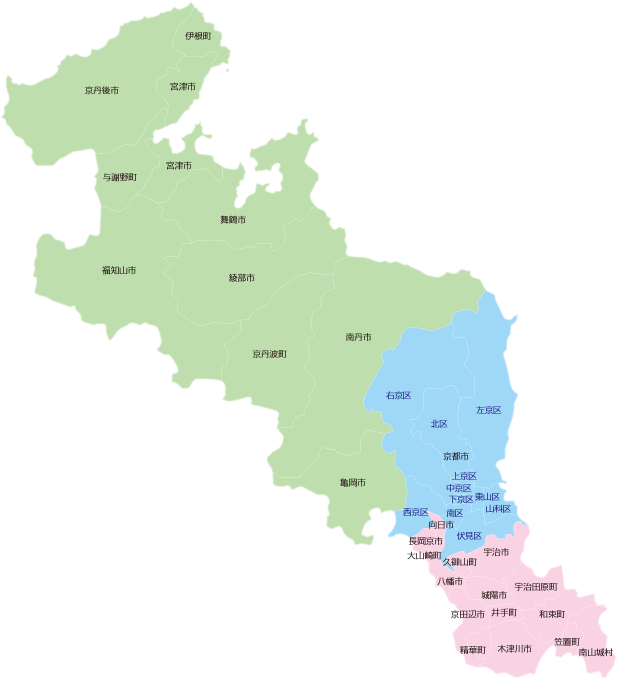 伊根町
宮津市
京丹後市
宮津市
与謝野町
舞鶴市
福知山市
綾部市
南丹市
京丹波町
右京区
左京区
北区
京都市
上京区
亀岡市
中京区
東山区
下京区
山科区
西京区
南区
向日市
伏見区
長岡京市
大山崎町
宇治市
久御山町
八幡市
宇治田原町
城陽市
京田辺市
井手町
和束町
笠置町
精華町
木津川市
南山城村